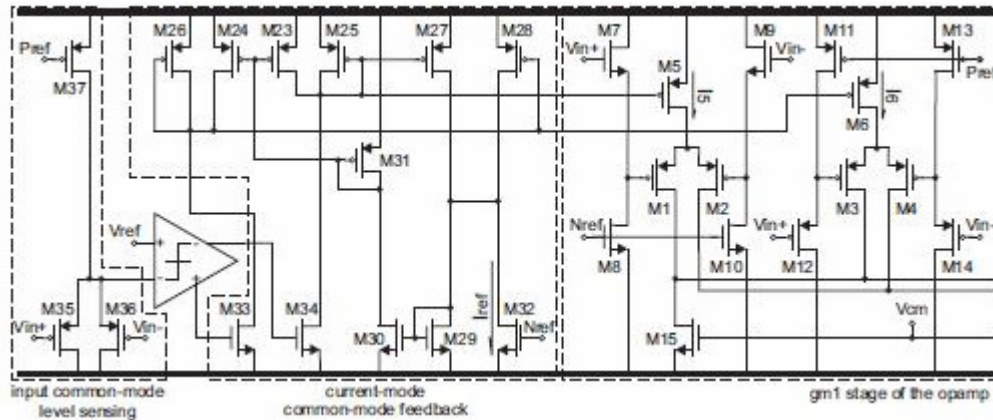 M26 M24 M23 M25 M27 M28 M7 M9 M11 M13
Pref Vin+ Vin- Pref
M37 M5 I5 I6
M6
M31
M1 M2 M3 M4
Vref Nref Vin+ Vin-
M8 M10 M12 M14
M35 M36 M33 M34 Iref M32
Vin+ Vin- M30 M29 Nref M15 Vcm
input common-mode
level sensing
current-mode
common-mode feedback
gm1 stage of the opamp